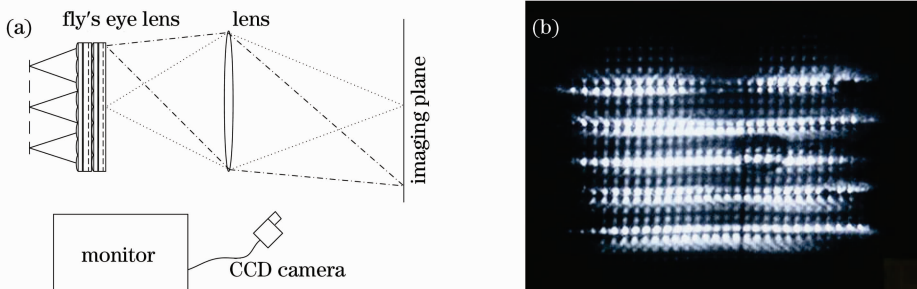 (a)
fly's eye lens
lens
imaging plane
monitor
CCD camera
(b)